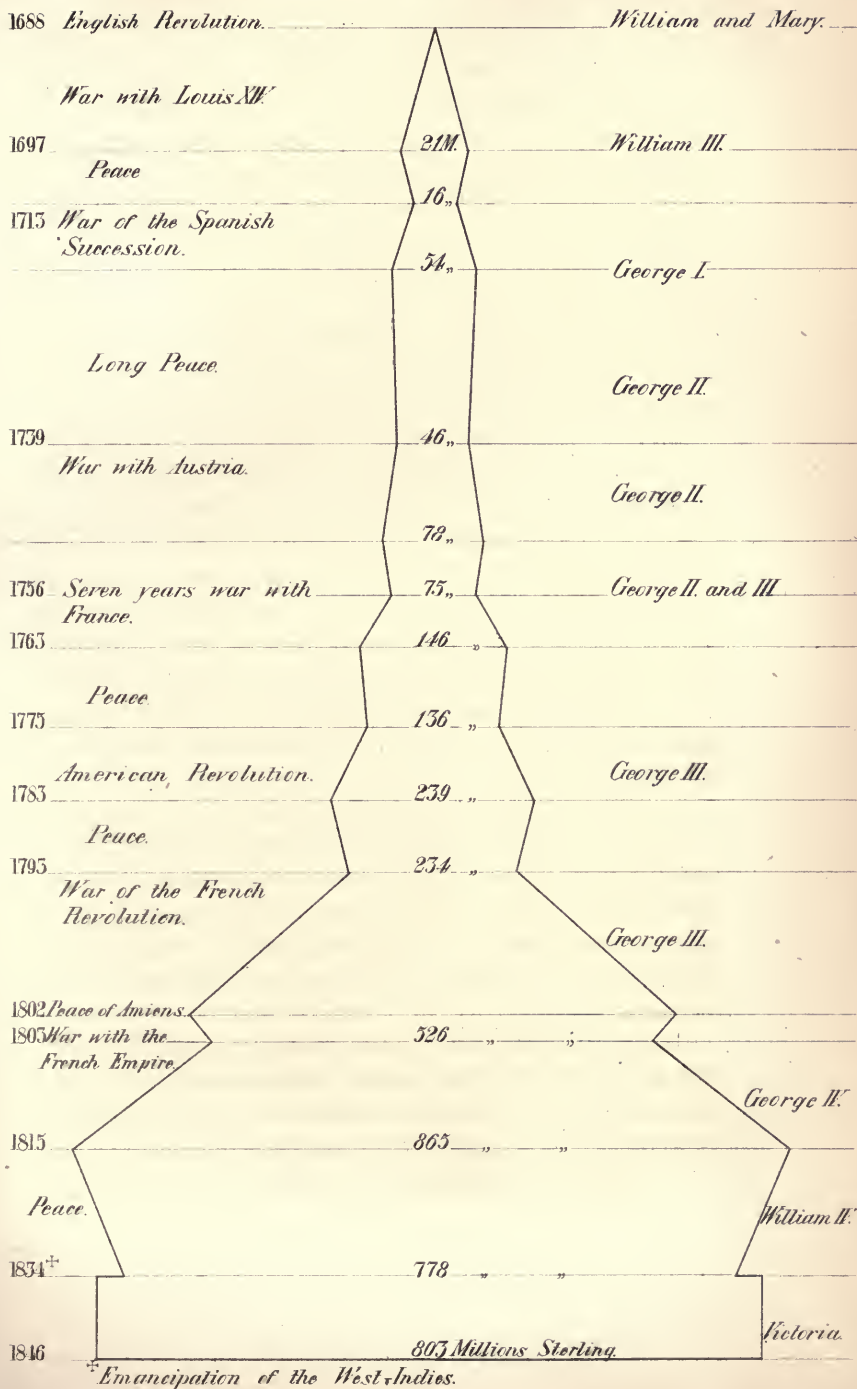 1688 English Revolution. William and Mary.
War with Louis XIV.
1697 21M. William III.
Peace
16 „
1713 War of the Spanish
Succession.
54 „ George I.
Long Peace. George II.
1739 46 „
War with Austria. George II.
78 „
1756 Seven years war with 75 „ George II. and III
France.
1763 146 „
Peace
1775 136 „
American Revolution. George III.
1783 239 „
Peace.
1793 234 „
War of the French
Revolution.
George III.
1802 Peace of Amiens.
1803 War with the 526 „ „
French Empire.
George IV.
1815 865 „ „
Peace. William IV.
1834+ 778 „ „
Victoria.
1846 803 Millions Sterling.
+Emancipation of the West-Indies.